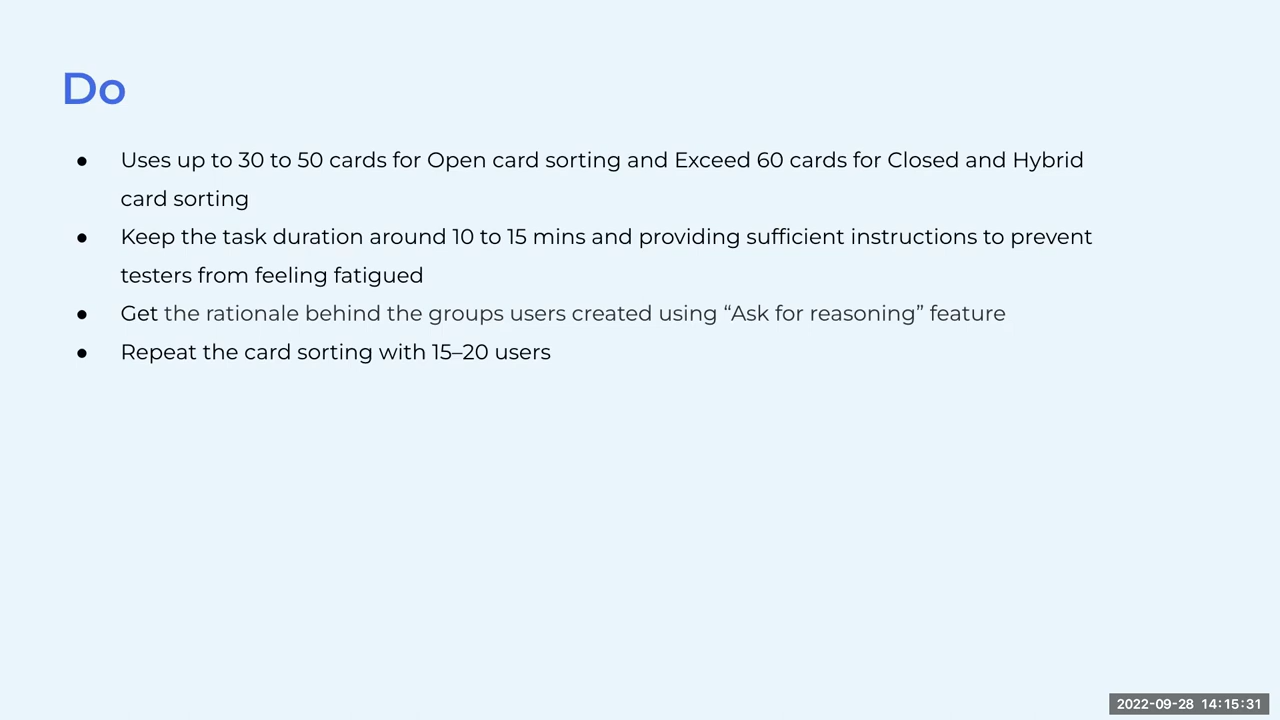 Do
● Uses up to 30 to 50 cards for Open card sorting and Exceed 60 cards for Closed and Hybrid
card sorting
● Keep the task duration around 10 to 15 mins and providing sufficient instructions to prevent
testers from feeling fatigued
● Get the rationale behind the groups users created using “Ask for reasoning” feature
● Repeat the card sorting with 15–20 users
2022-09-28 14:15:31